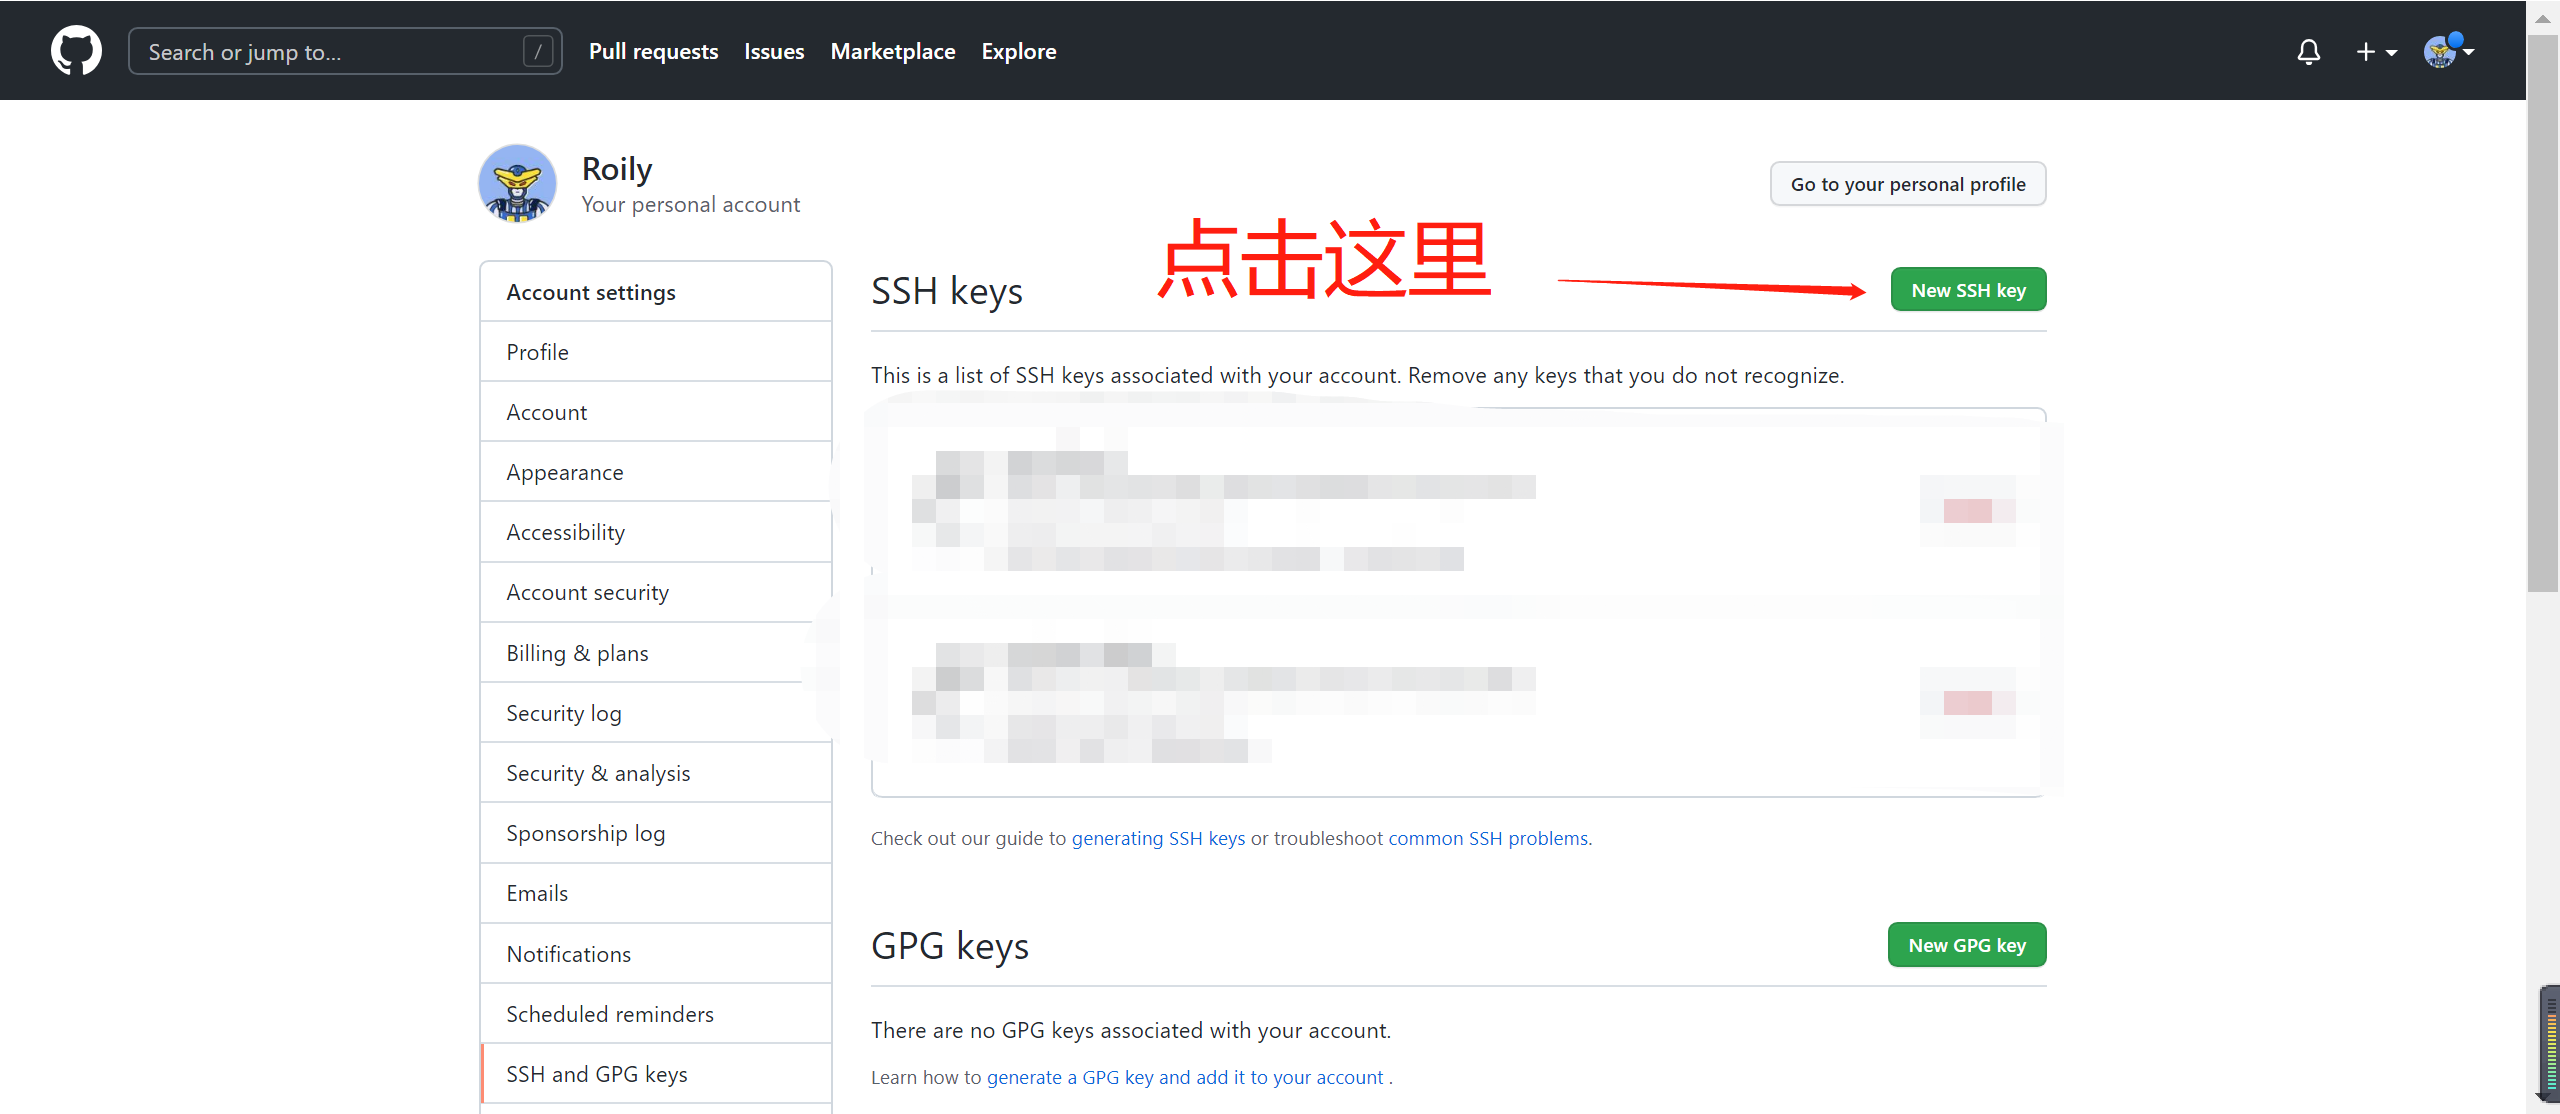 Search or jump to...
/
Pull requests
Issues
Marketplace
Explore
Roily
Your personal account
Go to your personal profile
Account settings
Profile
Account
Appearance
Accessibility
Account security
Billing & plans
Security log
Security & analysis
Sponsorship log
Emails
Notifications
Scheduled reminders
SSH and GPG keys
SSH keys
点击这里
New SSH key
This is a list of SSH keys associated with your account. Remove any keys that you do not recognize.
Check out our guide to generating SSH keys or troubleshoot common SSH problems.
GPG keys
New GPG key
There are no GPG keys associated with your account.
Learn how to generate a GPG key and add it to your account .